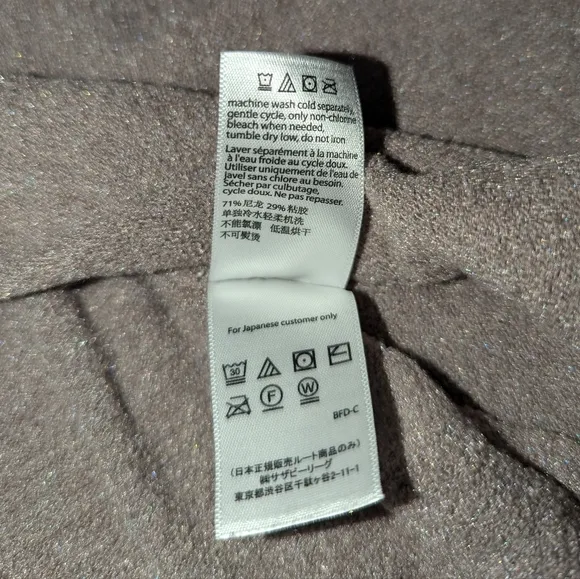 machine wash cold separately,
gentle cycle, only non-chlorine
bleach when needed,
tumble dry low, do not iron
Laver séparément à la machine
à l'eau froide au cycle doux.
Utiliser uniquement de l'eau de
javel sans chlore au besoin.
Sécher par culbutage,
cycle doux. Ne pas repasser.
71%尼龙 29%粘胶
单独冷水轻柔机洗
不能氯漂 低温烘干
不可熨烫
For Japanese customer only
30
F
W
BFD-C
(日本正規販売ルート商品のみ)
㈱サザビーリーグ
東京都渋谷区千駄ヶ谷2-11-1